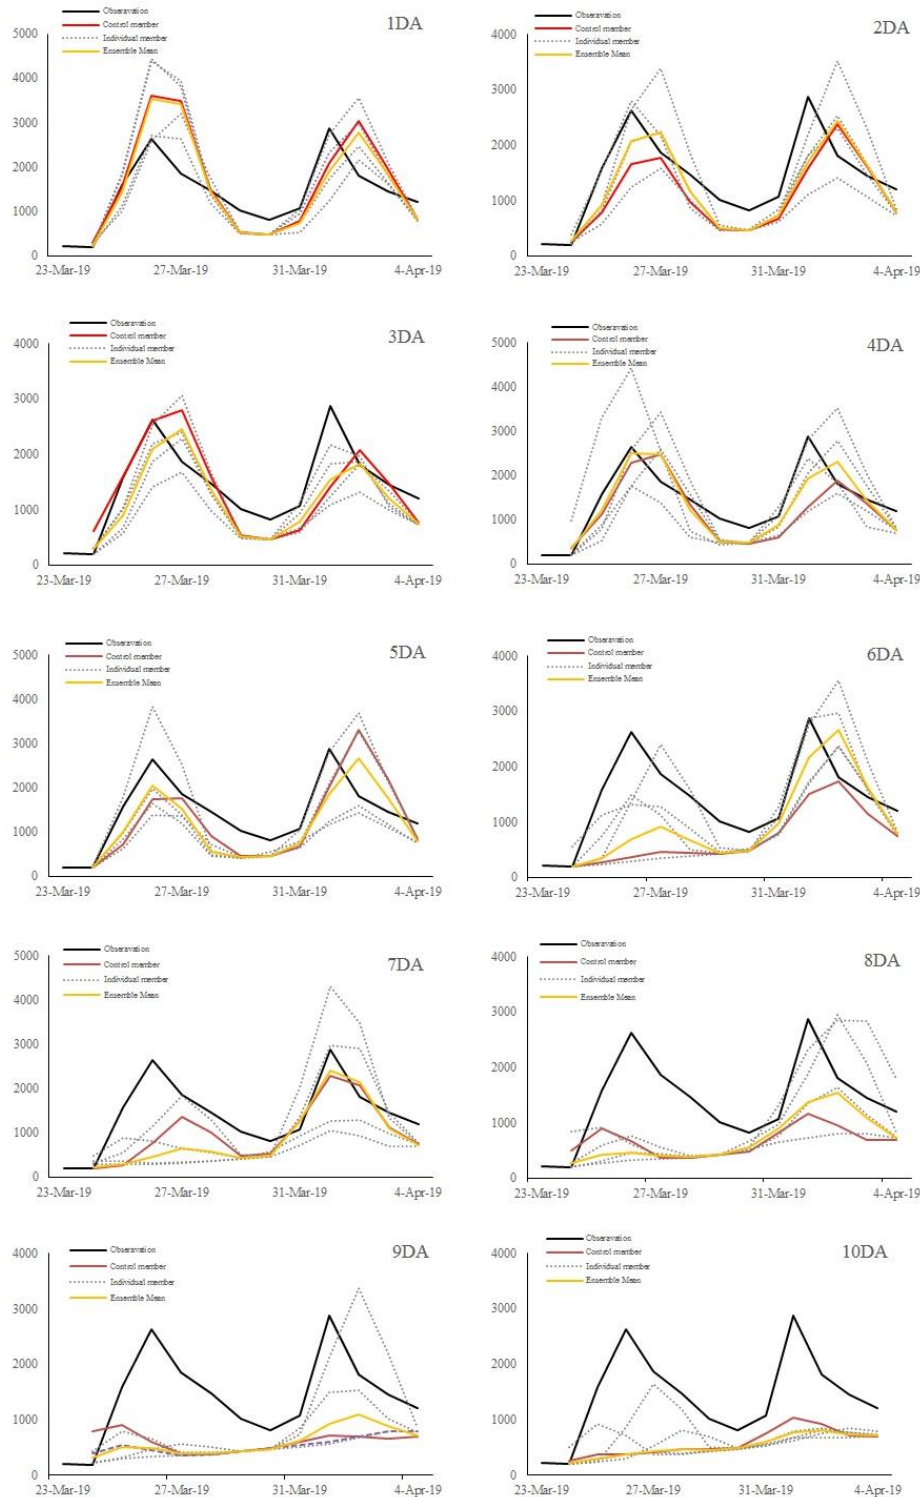 Obseravation
Control member
Individual member
Ensemble Mean
1DA
5000
4000
3000
2000
1000
0
23-Mar-19 27-Mar-19 31-Mar-19 4-Apr-19
Obseravation
Control member
Individual member
Ensemble Mean
2DA
4000
3000
2000
1000
0
23-Mar-19 27-Mar-19 31-Mar-19 4-Apr-19
Obseravation
Control member
Individual member
Ensemble Mean
3DA
4000
3000
2000
1000
0
23-Mar-19 27-Mar-19 31-Mar-19 4-Apr-19
Obseravation
Control member
Individual member
Ensemble Mean
4DA
5000
4000
3000
2000
1000
0
23-Mar-19 27-Mar-19 31-Mar-19 4-Apr-19
Obseravation
Control member
Individual member
Ensemble Mean
5DA
5000
4000
3000
2000
1000
0
23-Mar-19 27-Mar-19 31-Mar-19 4-Apr-19
Obseravation
Control member
Individual member
Ensemble Mean
6DA
4000
3000
2000
1000
0
23-Mar-19 27-Mar-19 31-Mar-19 4-Apr-19
Obseravation
Control member
Individual member
Ensemble Mean
7DA
5000
4000
3000
2000
1000
0
23-Mar-19 27-Mar-19 31-Mar-19 4-Apr-19
Obseravation
Control member
Individual member
Ensemble Mean
8DA
4000
3000
2000
1000
0
23-Mar-19 27-Mar-19 31-Mar-19 4-Apr-19
Obseravation
Control member
Individual member
Ensemble Mean
9DA
4000
3000
2000
1000
0
23-Mar-19 27-Mar-19 31-Mar-19 4-Apr-19
Obseravation
Control member
Individual member
Ensemble Mean
10DA
4000
3000
2000
1000
0
23-Mar-19 27-Mar-19 31-Mar-19 4-Apr-19